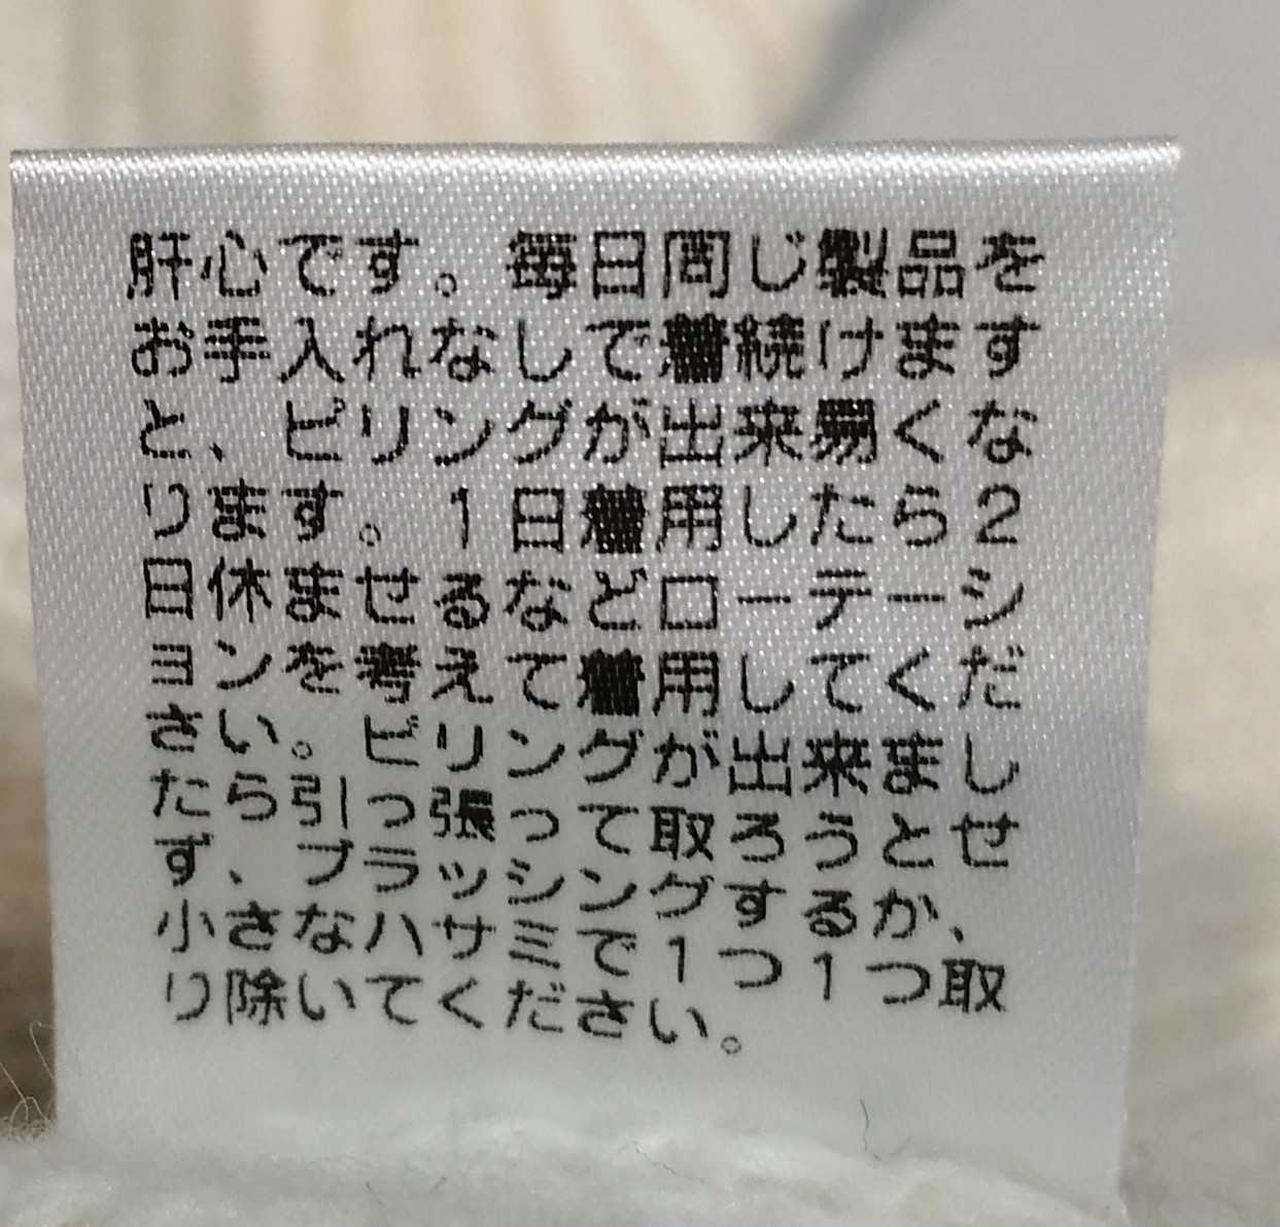 肝心です。毎日同じ製品を
お手入れなしで着続けます
と、ピリングが出来易くな
ります。1日着用したら2
日休ませるなどローテーシ
ョンを考えて着用してくだ
さい。ピリングが出来まし
たら引っ張って取ろうとせ
ず、ブラッシングするか、
小さなハサミで1つ1つ取
り除いてください。